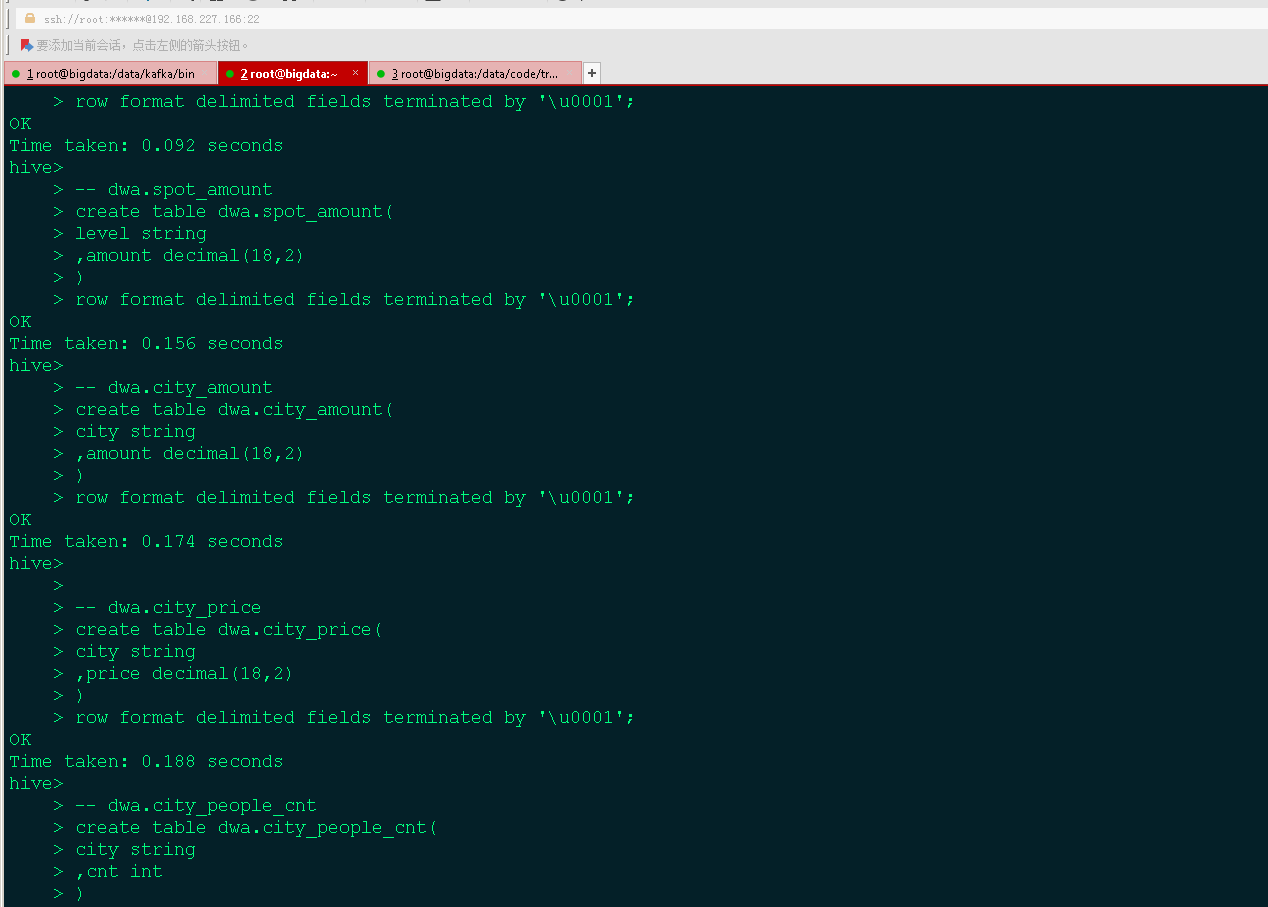 ssh://root:******@192.168.227.166:22
要添加当前会话，点击左侧的箭头按钮。
1 root@bigdata:/data/kafka/bin × 2 root@bigdata:~ × 3 root@bigdata:/data/code/tr... +
> row format delimited fields terminated by '\u0001';
OK
Time taken: 0.092 seconds
hive>
> -- dwa.spot_amount
> create table dwa.spot_amount(
> level string
> ,amount decimal(18,2)
> )
> row format delimited fields terminated by '\u0001';
OK
Time taken: 0.156 seconds
hive>
> -- dwa.city_amount
> create table dwa.city_amount(
> city string
> ,amount decimal(18,2)
> )
> row format delimited fields terminated by '\u0001';
OK
Time taken: 0.174 seconds
hive>
>
> -- dwa.city_price
> create table dwa.city_price(
> city string
> ,price decimal(18,2)
> )
> row format delimited fields terminated by '\u0001';
OK
Time taken: 0.188 seconds
hive>
> -- dwa.city_people_cnt
> create table dwa.city_people_cnt(
> city string
> ,cnt int
> )